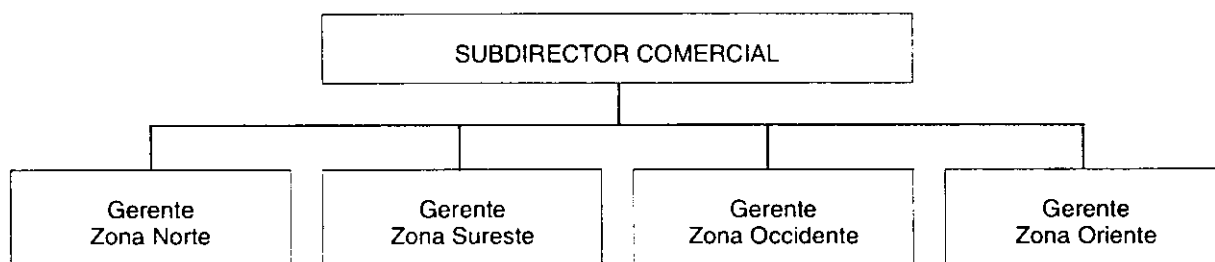 SUBDIRECTOR COMERCIAL
Gerente
Zona Norte
Gerente
Zona Sureste
Gerente
Zona Occidente
Gerente
Zona Oriente